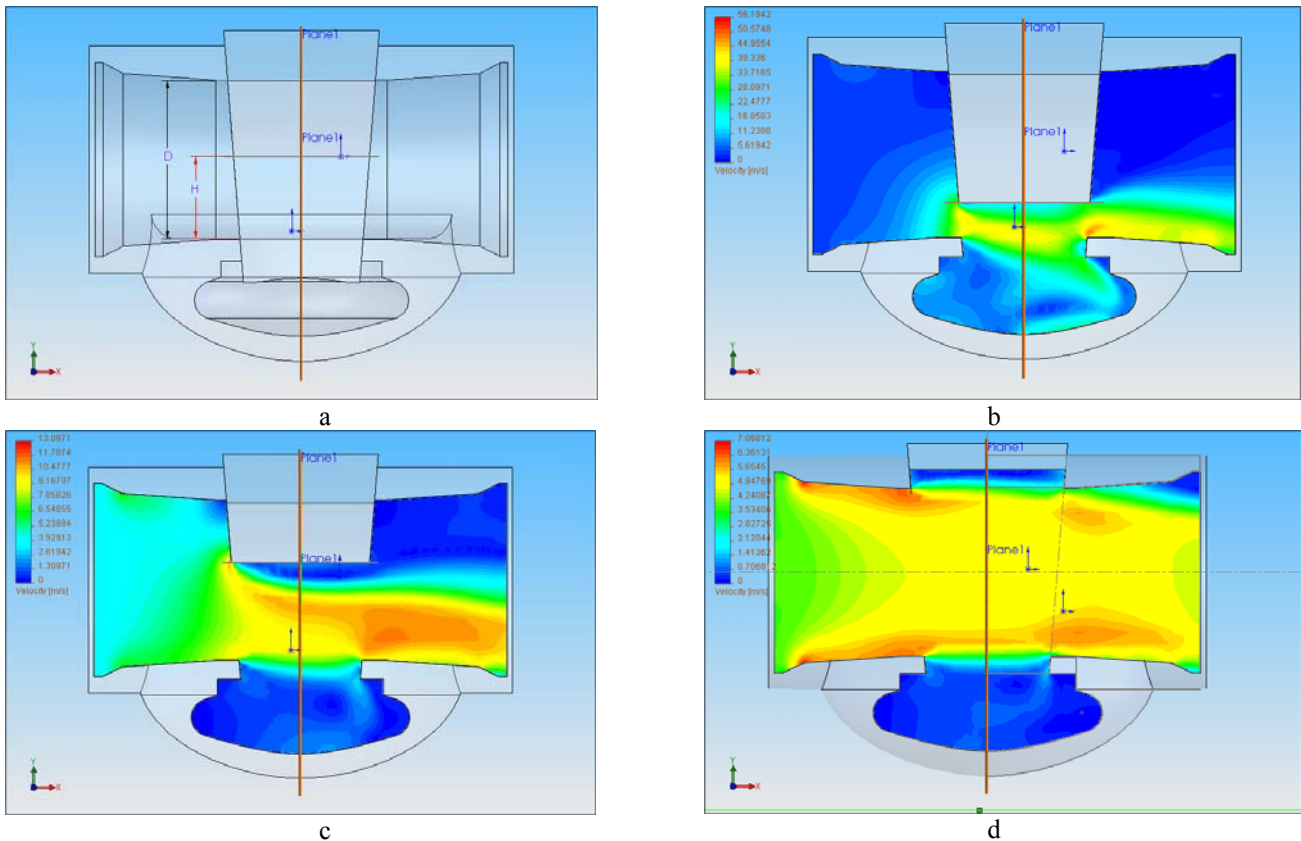 Plane1
Plane1
D
H
Y
X
a
56.1942
50.5748
44.9554
39.336
33.7165
28.0971
22.4777
16.8583
11.2388
5.61942
0
Velocity [m/s]
Plane1
Plane1
Y
X
b
13.0971
11.7874
10.4777
9.16797
7.85826
6.54855
5.23884
3.92913
2.61942
1.30971
0
Velocity [m/s]
Plane1
Plane1
Y
X
c
7.06812
6.36131
5.6545
4.94769
4.24087
3.53406
2.82725
2.12044
1.41362
0.706812
0
Velocity [m/s]
Plane1
Plane1
Y
X
d